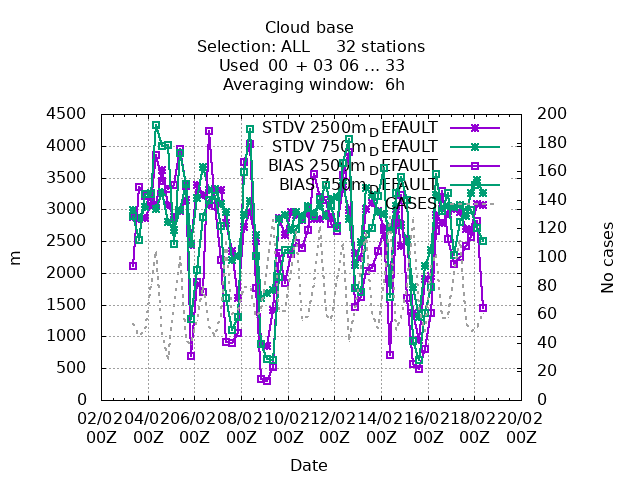 Cloud base
Selection: ALL 32 stations
Used 00 + 03 06 ... 33
Averaging window: 6h
4500
4000
3500
3000
2500
2000
1500
1000
500
0
m
200
180
160
140
120
100
80
60
40
20
0
No cases
STDV 2500m_DEFAULT
STDV 750m_DEFAULT
BIAS 2500m_DEFAULT
BIAS 750m_DEFAULT
CASES
02/02 04/02 06/02 08/02 10/02 12/02 14/02 16/02 18/02 20/02
00Z 00Z 00Z 00Z 00Z 00Z 00Z 00Z 00Z 00Z
Date